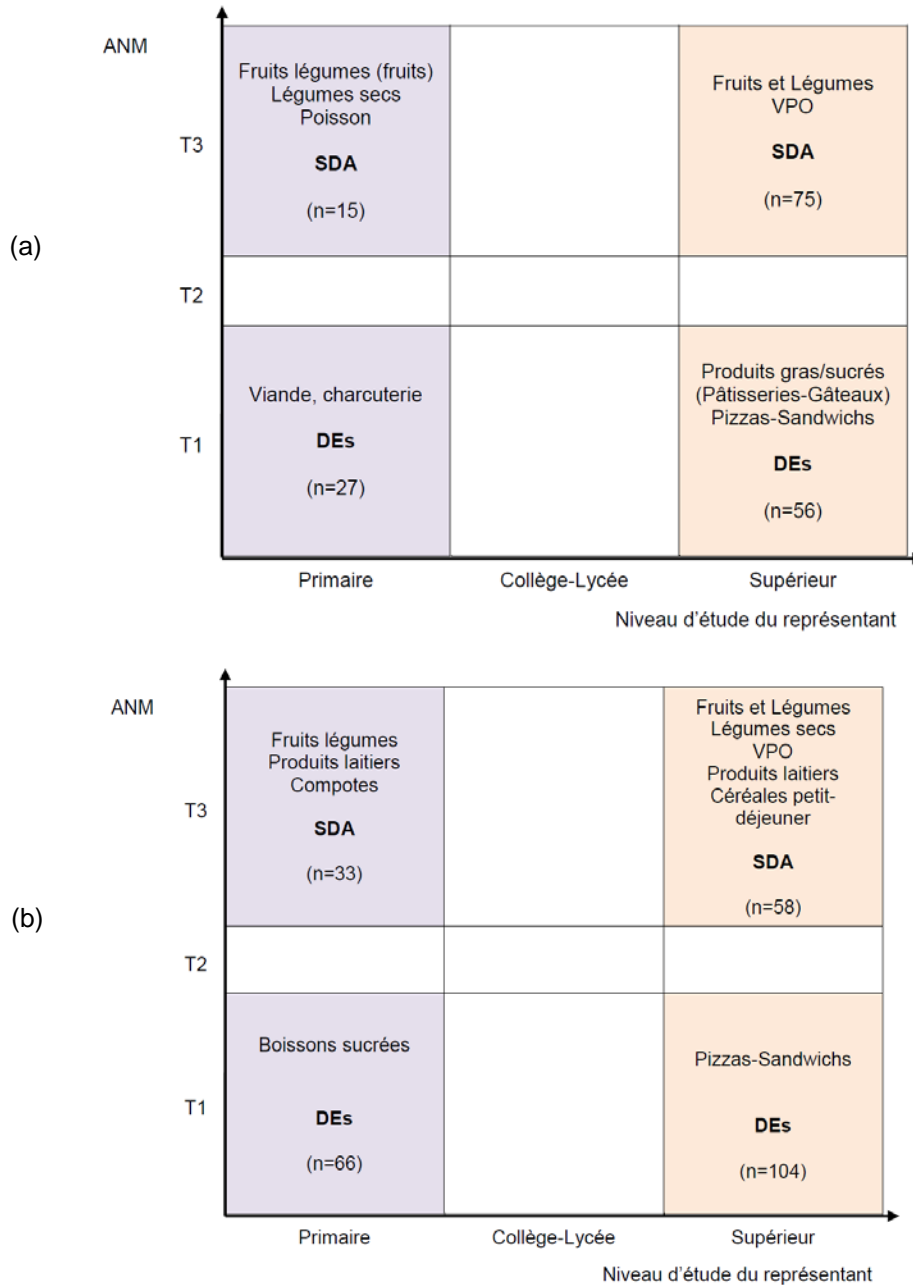 ANM
Fruits légumes (fruits)
Légumes secs
Poisson
SDA
(n=15)
Fruits et Légumes
VPO
SDA
(n=75)
T3
(a)
T2
Viande, charcuterie
DEs
(n=27)
Produits gras/sucrés
(Pâtisseries-Gâteaux)
Pizzas-Sandwichs
DEs
(n=56)
T1
Primaire
Collège-Lycée
Supérieur
Niveau d'étude du représentant
ANM
Fruits légumes
Produits laitiers
Compotes
SDA
(n=33)
Fruits et Légumes
Légumes secs
VPO
Produits laitiers
Céréales petit-
déjeuner
SDA
(n=58)
T3
(b)
T2
Boissons sucrées
DEs
(n=66)
Pizzas-Sandwichs
DEs
(n=104)
T1
Primaire
Collège-Lycée
Supérieur
Niveau d'étude du représentant